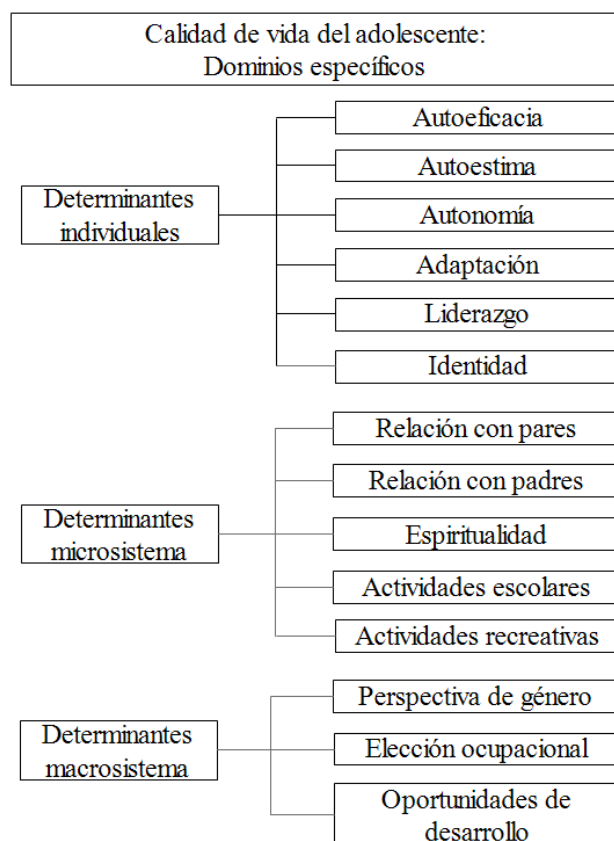 Calidad de vida del adolescente:
Dominios específicos
Determinantes
individuales
Autoeficacia
Autoestima
Autonomía
Adaptación
Liderazgo
Identidad
Determinantes
microsistema
Relación con pares
Relación con padres
Espiritualidad
Actividades escolares
Actividades recreativas
Determinantes
macrosistema
Perspectiva de género
Elección ocupacional
Oportunidades de
desarrollo